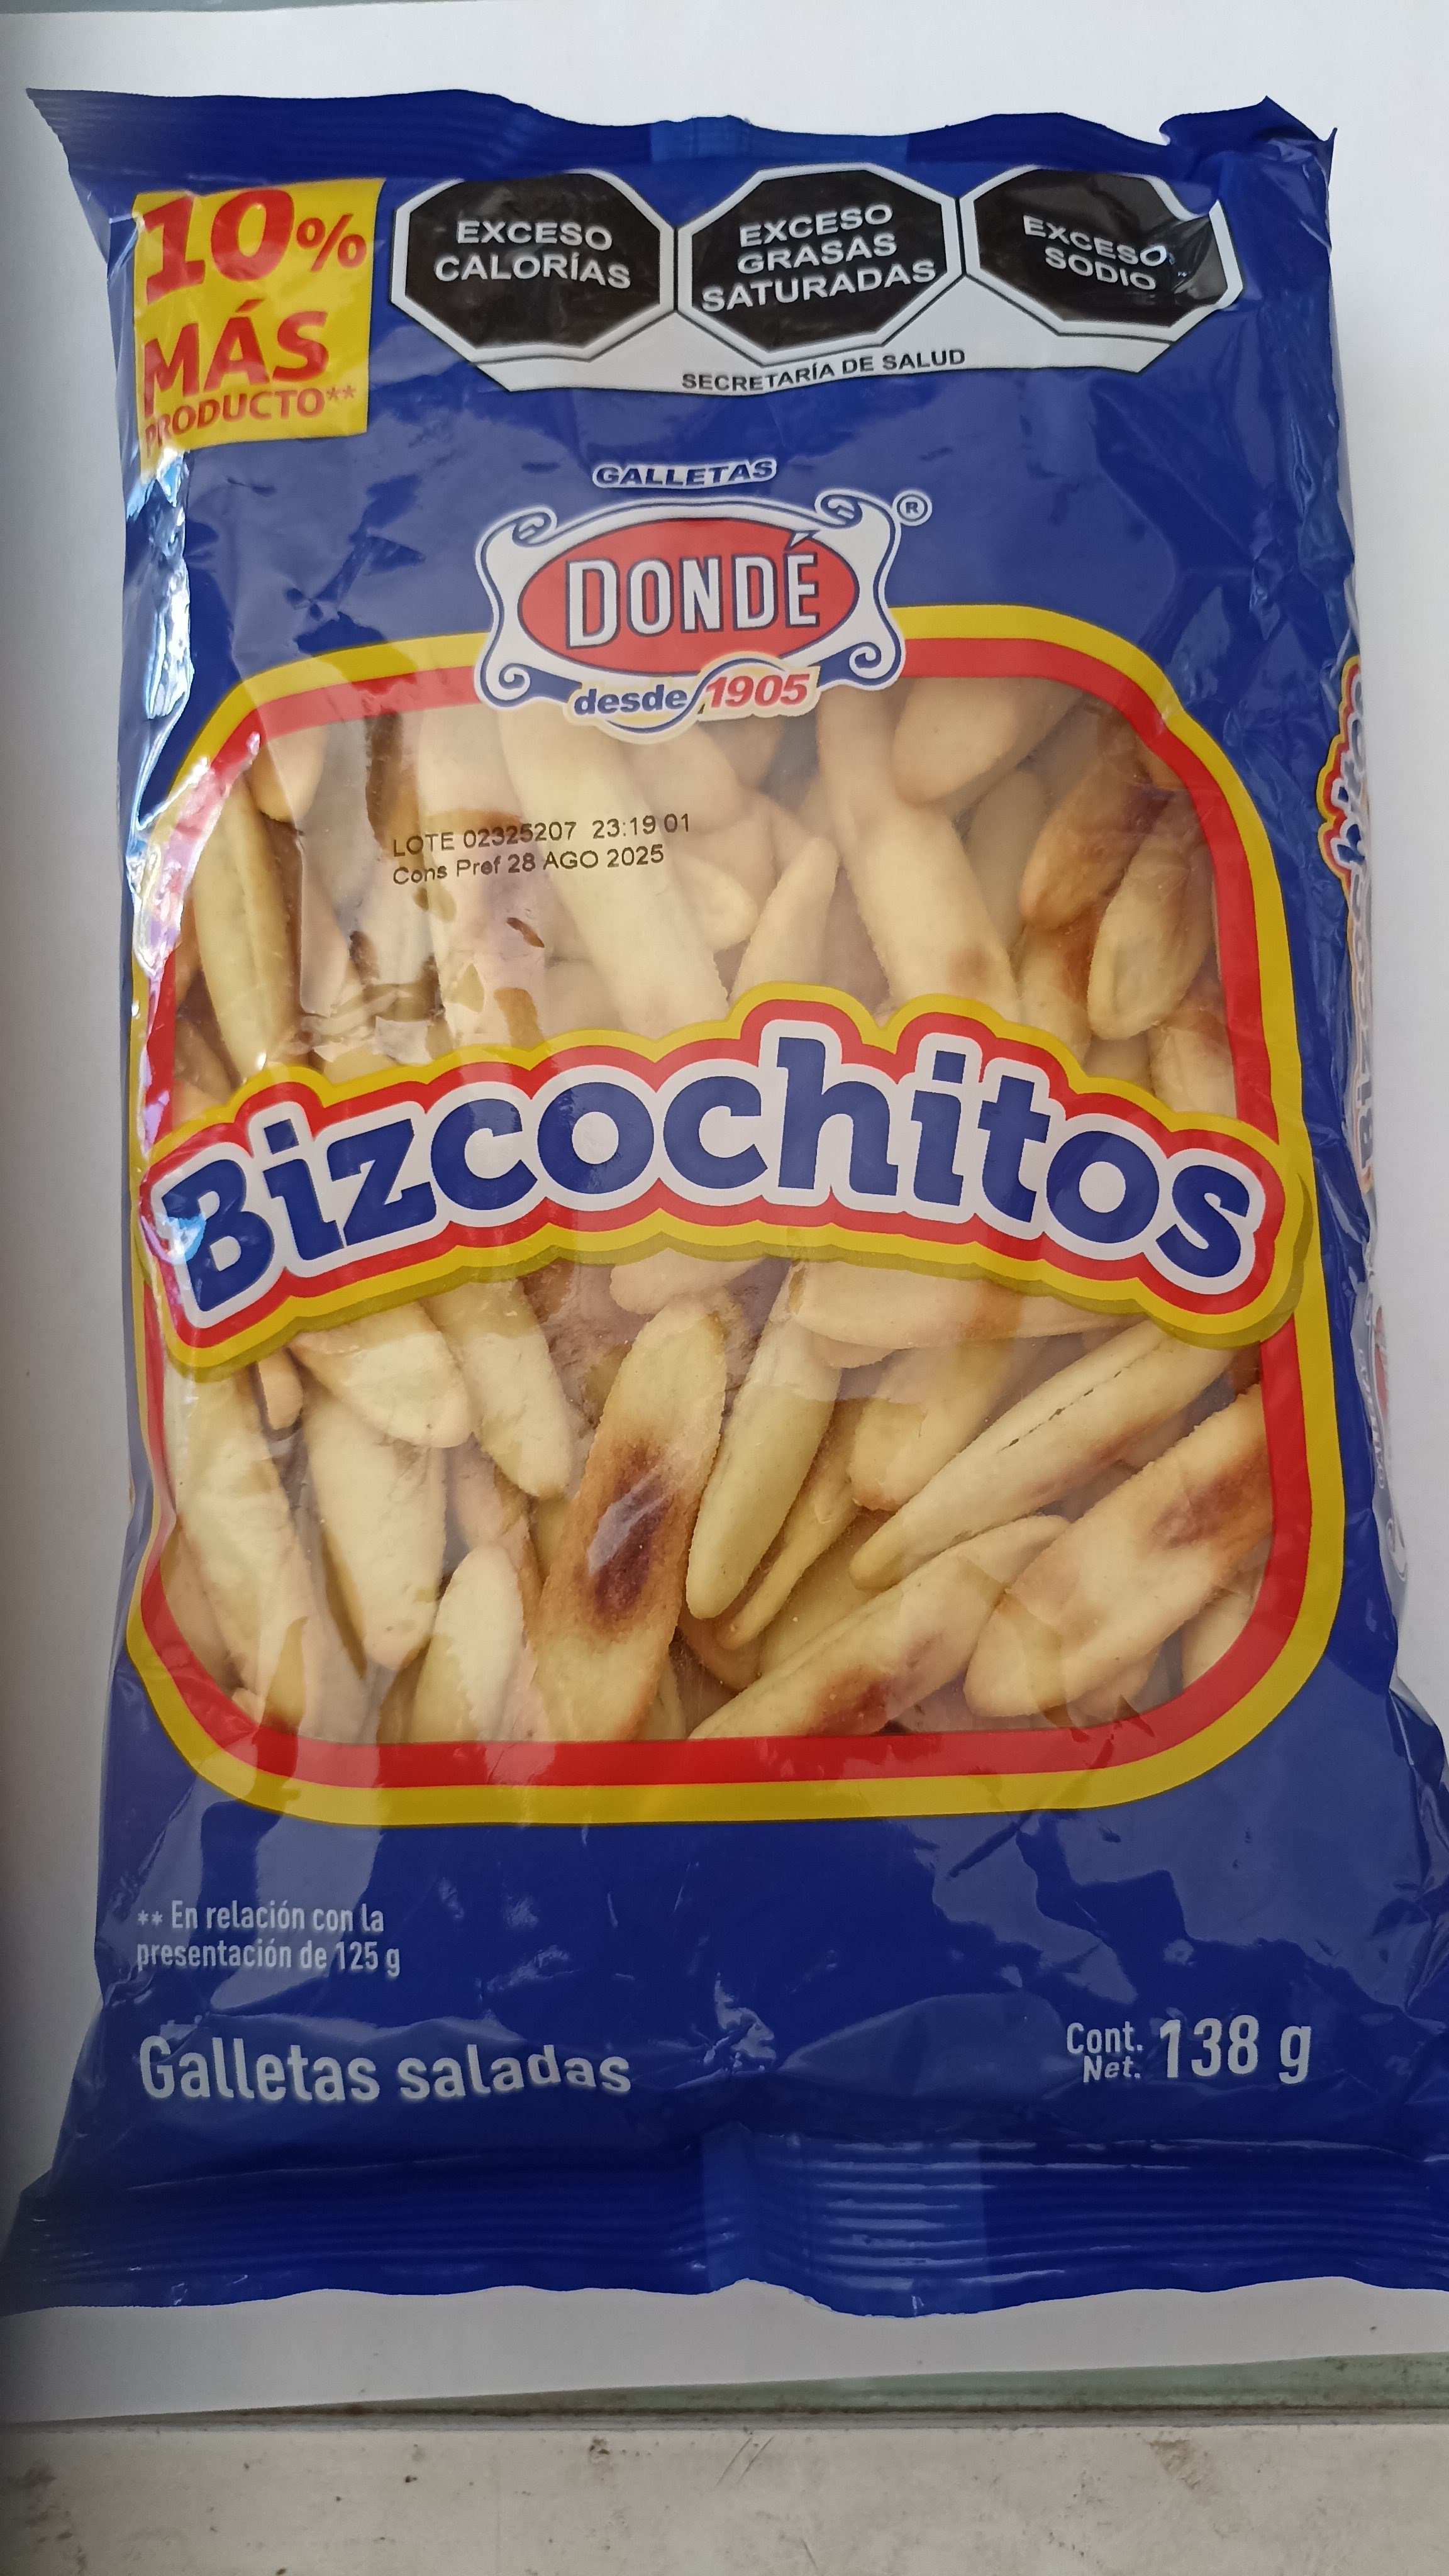 10%
MÁS
PRODUCTO**
EXCESO
CALORÍAS
EXCESO
GRASAS
SATURADAS
EXCESO
SODIO
SECRETARÍA DE SALUD
GALLETAS
DONDÉ
®
desde 1905
LOTE 02325207 23:19 01
Cons Pref 28 AGO 2025
Bizcochitos
** En relación con la
presentación de 125 g
Galletas saladas
Cont.
Net. 138 g